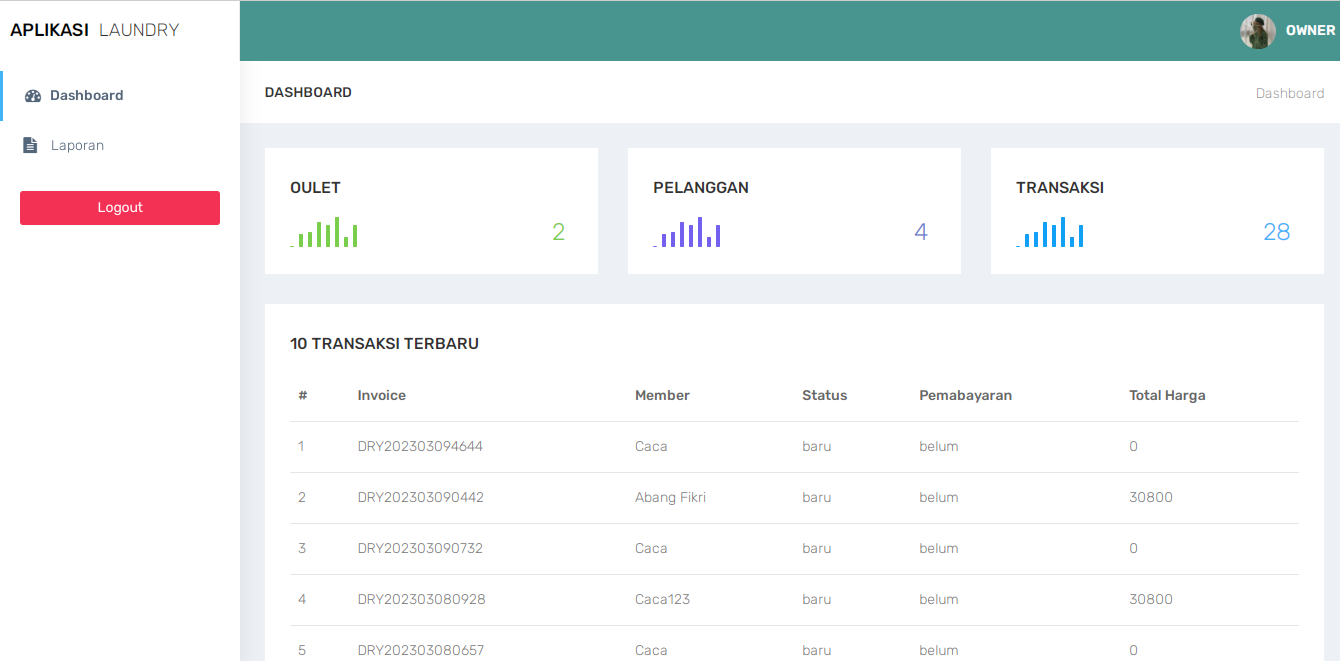 APLIKASI LAUNDRY
OWNER
Dashboard
Laporan
Logout
DASHBOARD
Dashboard
OULET
2
PELANGGAN
4
TRANSAKSI
28
10 TRANSAKSI TERBARU
# Invoice Member Status Pemabayaran Total Harga
1 DRY202303094644 Caca baru belum 0
2 DRY202303090442 Abang Fikri baru belum 30800
3 DRY202303090732 Caca baru belum 0
4 DRY202303080928 Caca123 baru belum 30800
5 DRY202303080657 Caca baru belum 0